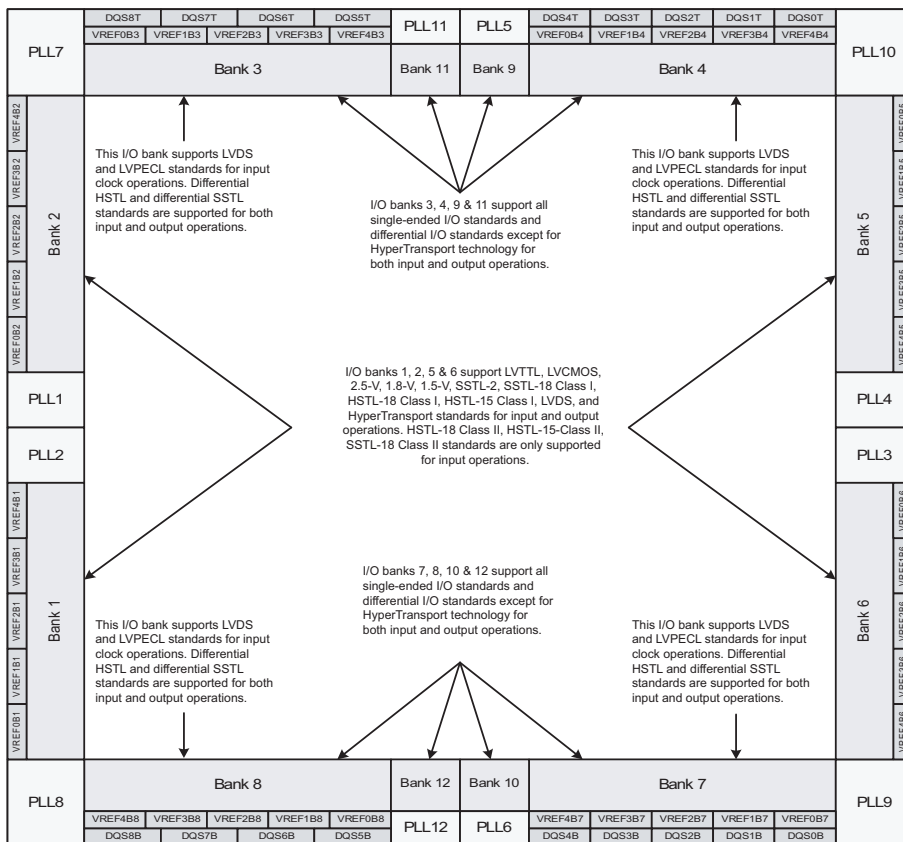 DQS8T DQS7T DQS6T DQS5T
PLL11 PLL5
DQS4T DQS3T DQS2T DQS1T DQS0T
VREF0B3 VREF1B3 VREF2B3 VREF3B3 VREF4B3
VREF0B4 VREF1B4 VREF2B4 VREF3B4 VREF4B4
PLL7
PLL10
Bank 3
Bank 11
Bank 9
Bank 4
VREF4B2
VREF3B2
VREF2B2
VREF1B2
VREF0B2
Bank 2
This I/O bank supports LVDS
and LVPECL standards for input
clock operations. Differential
HSTL and differential SSTL
standards are supported for both
input and output operations.
I/O banks 3, 4, 9 & 11 support all
single-ended I/O standards and
differential I/O standards except for
HyperTransport technology for
both input and output operations.
This I/O bank supports LVDS
and LVPECL standards for input
clock operations. Differential
HSTL and differential SSTL
standards are supported for both
input and output operations.
Bank 5
VREF0B5
VREF1B5
VREF2B5
VREF3B5
VREF4B5
PLL1
PLL2
I/O banks 1, 2, 5 & 6 support LVTTL, LVCMOS,
2.5-V, 1.8-V, 1.5-V, SSTL-2, SSTL-18 Class I,
HSTL-18 Class I, HSTL-15 Class I, LVDS, and
HyperTransport standards for input and output
operations. HSTL-18 Class II, HSTL-15-Class II,
SSTL-18 Class II standards are only supported
for input operations.
PLL4
PLL3
VREF4B1
VREF3B1
VREF2B1
VREF1B1
VREF0B1
Bank 1
This I/O bank supports LVDS
and LVPECL standards for input
clock operations. Differential
HSTL and differential SSTL
standards are supported for both
input and output operations.
I/O banks 7, 8, 10 & 12 support all
single-ended I/O standards and
differential I/O standards except for
HyperTransport technology for
both input and output operations.
This I/O bank supports LVDS
and LVPECL standards for input
clock operations. Differential
HSTL and differential SSTL
standards are supported for both
input and output operations.
Bank 6
VREF0B6
VREF1B6
VREF2B6
VREF3B6
VREF4B6
PLL8
Bank 8
Bank 12
Bank 10
Bank 7
PLL9
VREF4B8 VREF3B8 VREF2B8 VREF1B8 VREF0B8
PLL12 PLL6
VREF4B7 VREF3B7 VREF2B7 VREF1B7 VREF0B7
DQS8B DQS7B DQS6B DQS5B
DQS4B DQS3B DQS2B DQS1B DQS0B